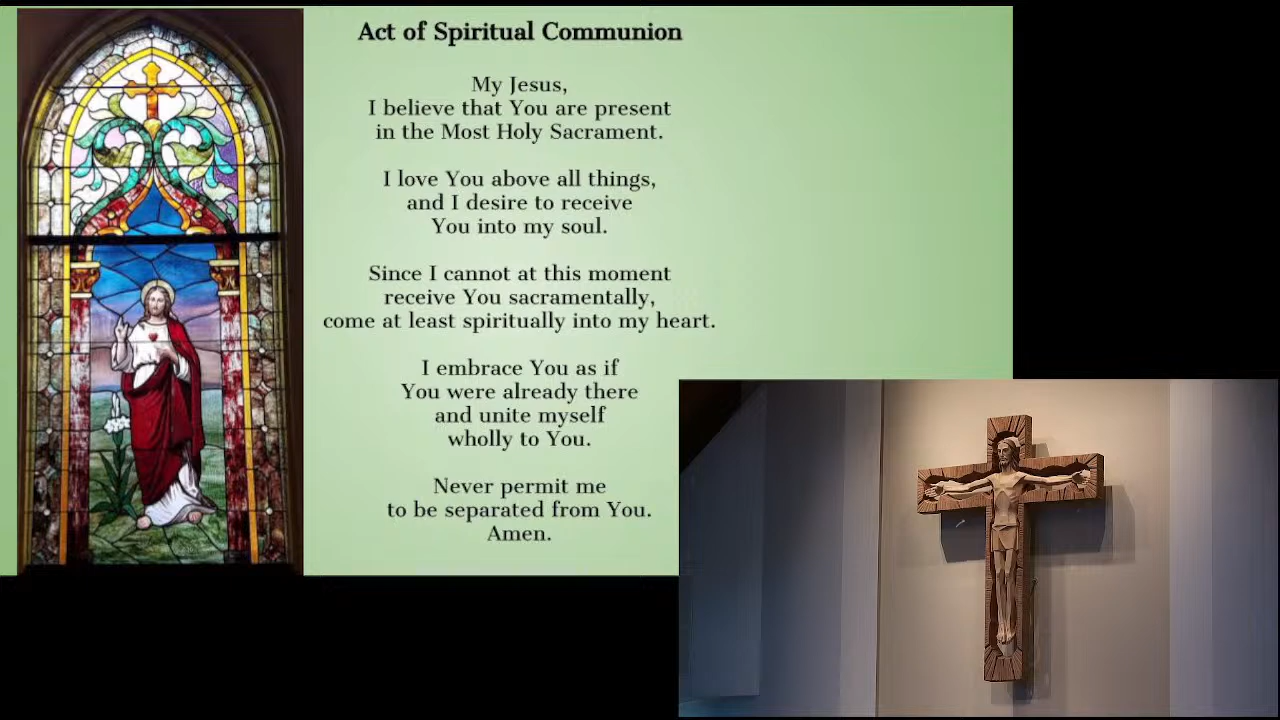 Act of Spiritual Communion
My Jesus,
I believe that You are present
in the Most Holy Sacrament.
I love You above all things,
and I desire to receive
You into my soul.
Since I cannot at this moment
receive You sacramentally,
come at least spiritually into my heart.
I embrace You as if
You were already there
and unite myself
wholly to You.
Never permit me
to be separated from You.
Amen.